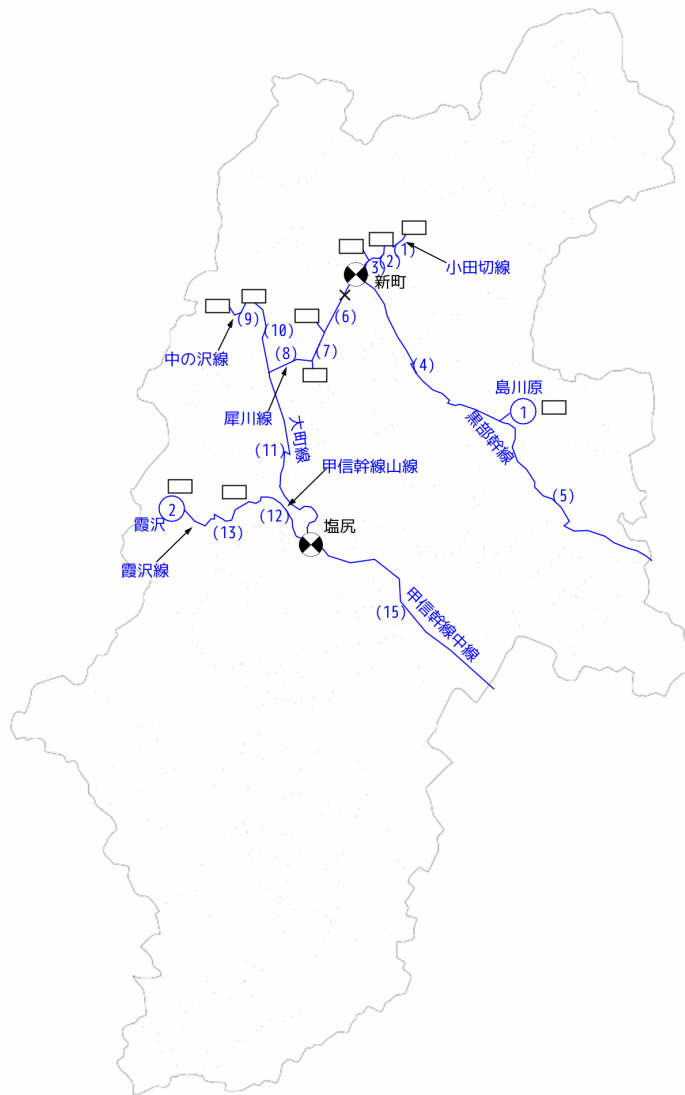 (1)
小田切線
(2)
3)
新町
(9)
(6)
(10)
中の沢線
(8)
(7)
(4)
島川原
1
犀川線
黒部幹線
大町線
(11)
甲信幹線山線
(5)
2
霞沢
(12)
塩尻
(13)
霞沢線
甲信幹線中線
(15)